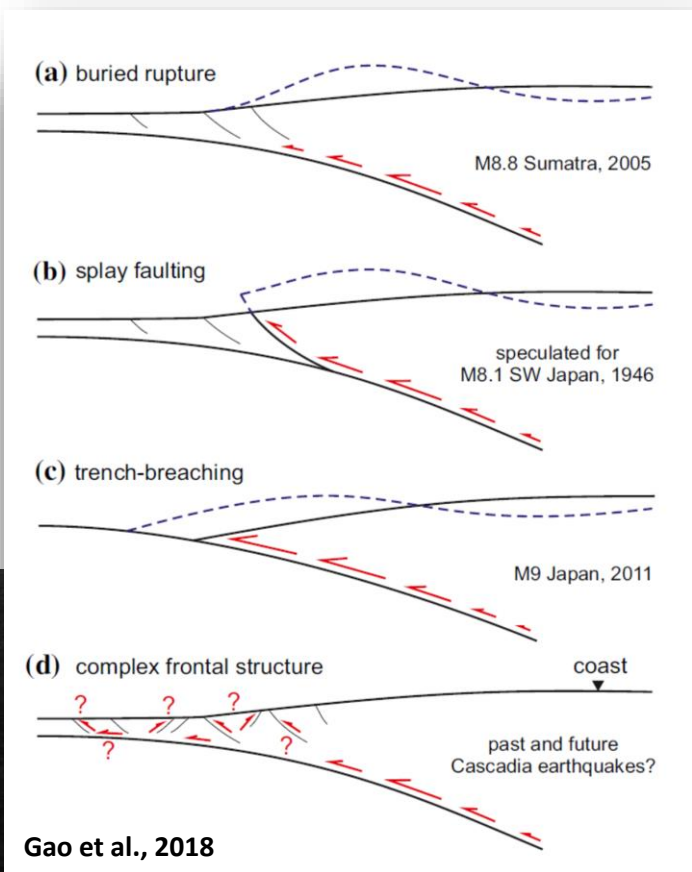 (a) buried rupture
M8.8 Sumatra, 2005
(b) splay faulting
speculated for
M8.1 SW Japan, 1946
(c) trench-breaching
M9 Japan, 2011
(d) complex frontal structure
coast
? ? ?
? ?
past and future
Cascadia earthquakes?
Gao et al., 2018